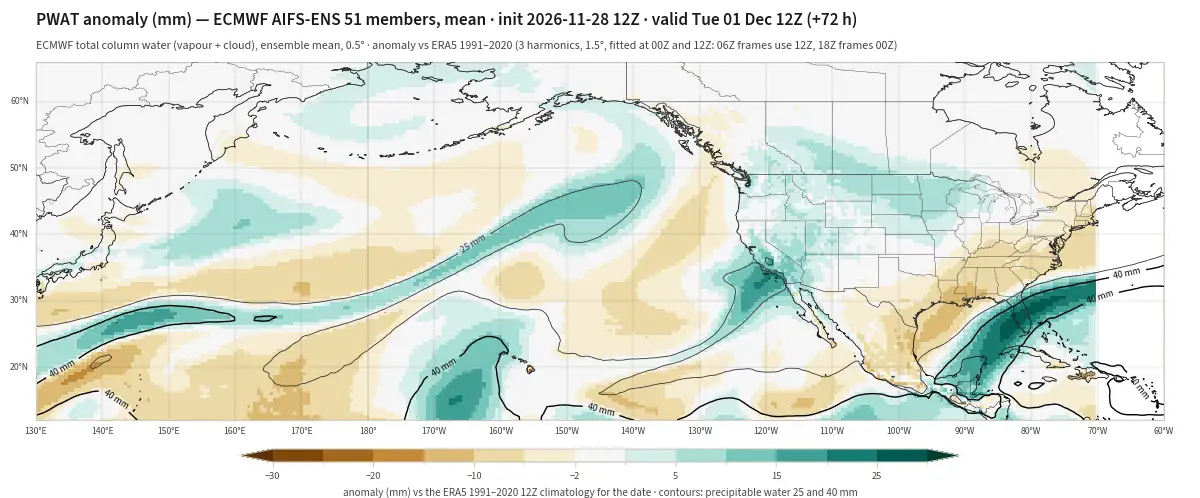 PWAT anomaly (mm) — ECMWF AIFS-ENS 51 members, mean · init 2026-11-28 12Z · valid Tue 01 Dec 12Z (+72 h)
ECMWF total column water (vapour + cloud), ensemble mean, 0.5° · anomaly vs ERA5 1991–2020 (3 harmonics, 1.5°, fitted at 00Z and 12Z: 06Z frames use 12Z, 18Z frames 00Z)
60°N
50°N
40°N
30°N
20°N
25 mm
40 mm
40 mm
40 mm
40 mm
40 mm
40 mm
40 mm
40 mm
130°E 140°E 150°E 160°E 170°E 180° 170°W 160°W 150°W 140°W 130°W 120°W 110°W 100°W 90°W 80°W 70°W 60°W
−30 −20 −10 −2 5 15 25
anomaly (mm) vs the ERA5 1991–2020 12Z climatology for the date · contours: precipitable water 25 and 40 mm